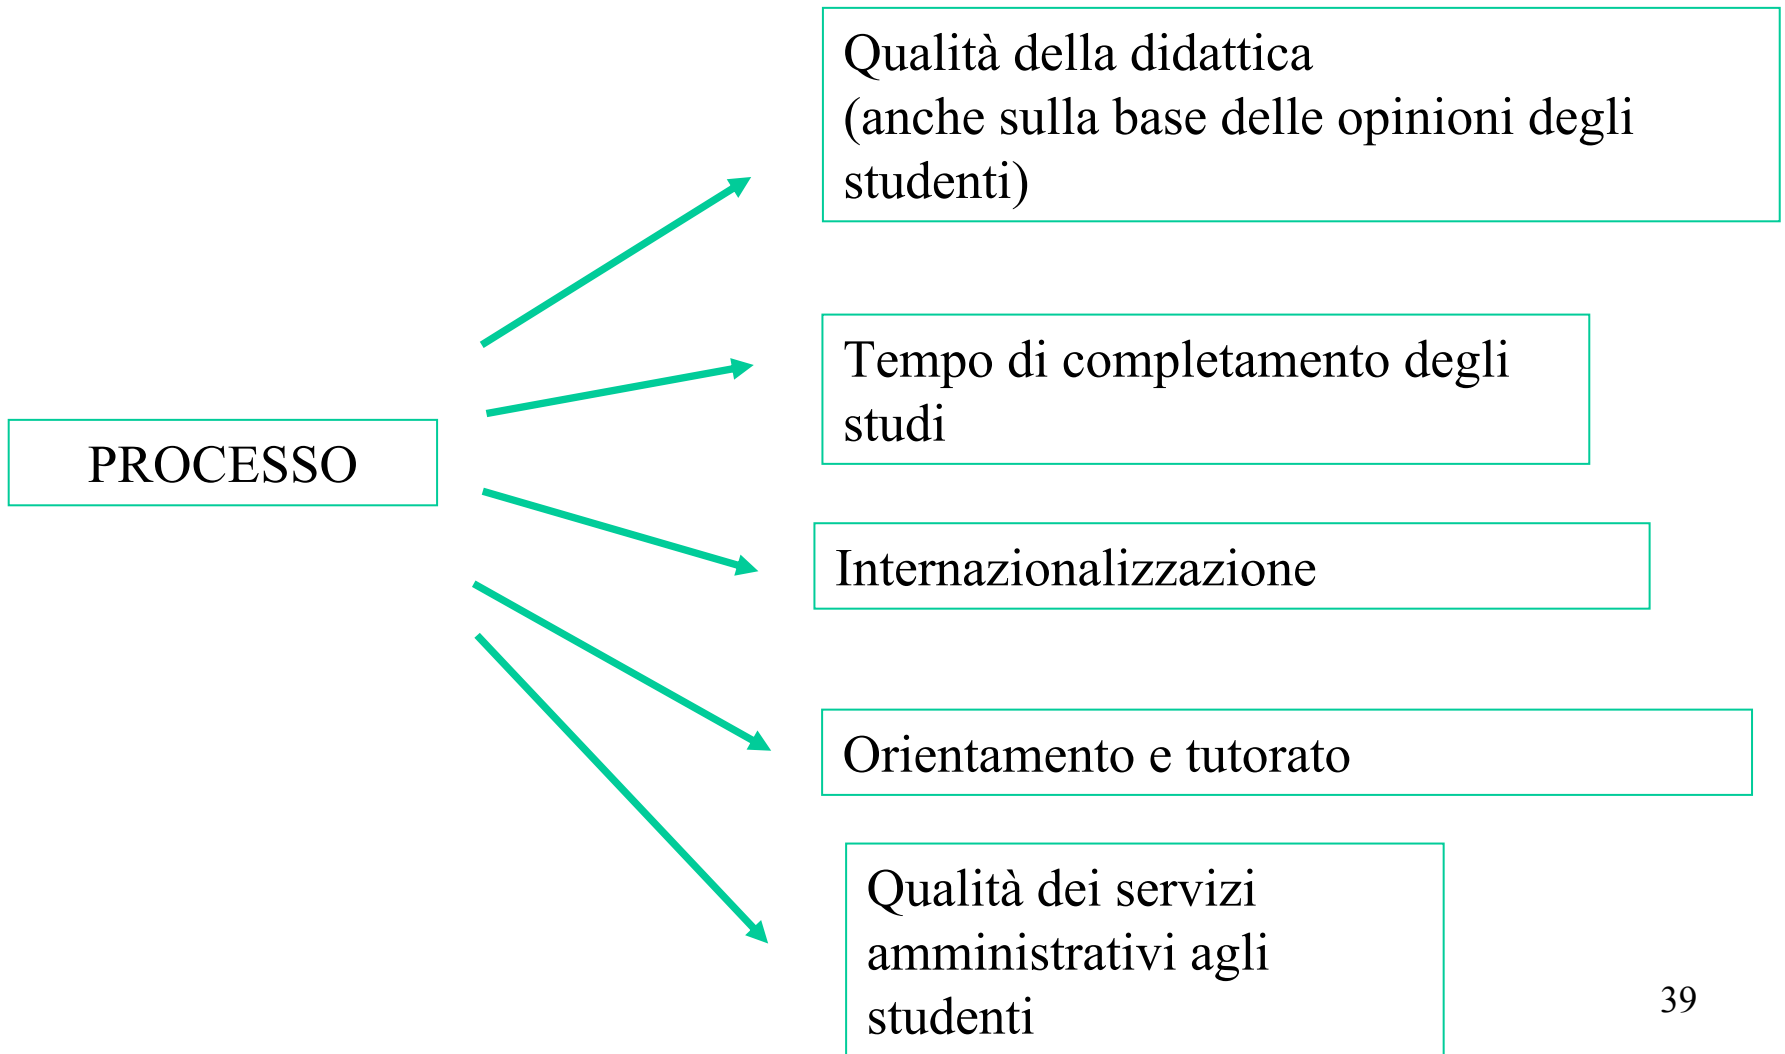 Qualità della didattica
(anche sulla base delle opinioni degli
studenti)
Tempo di completamento degli
studi
PROCESSO
Internazionalizzazione
Orientamento e tutorato
Qualità dei servizi
amministrativi agli
studenti
39